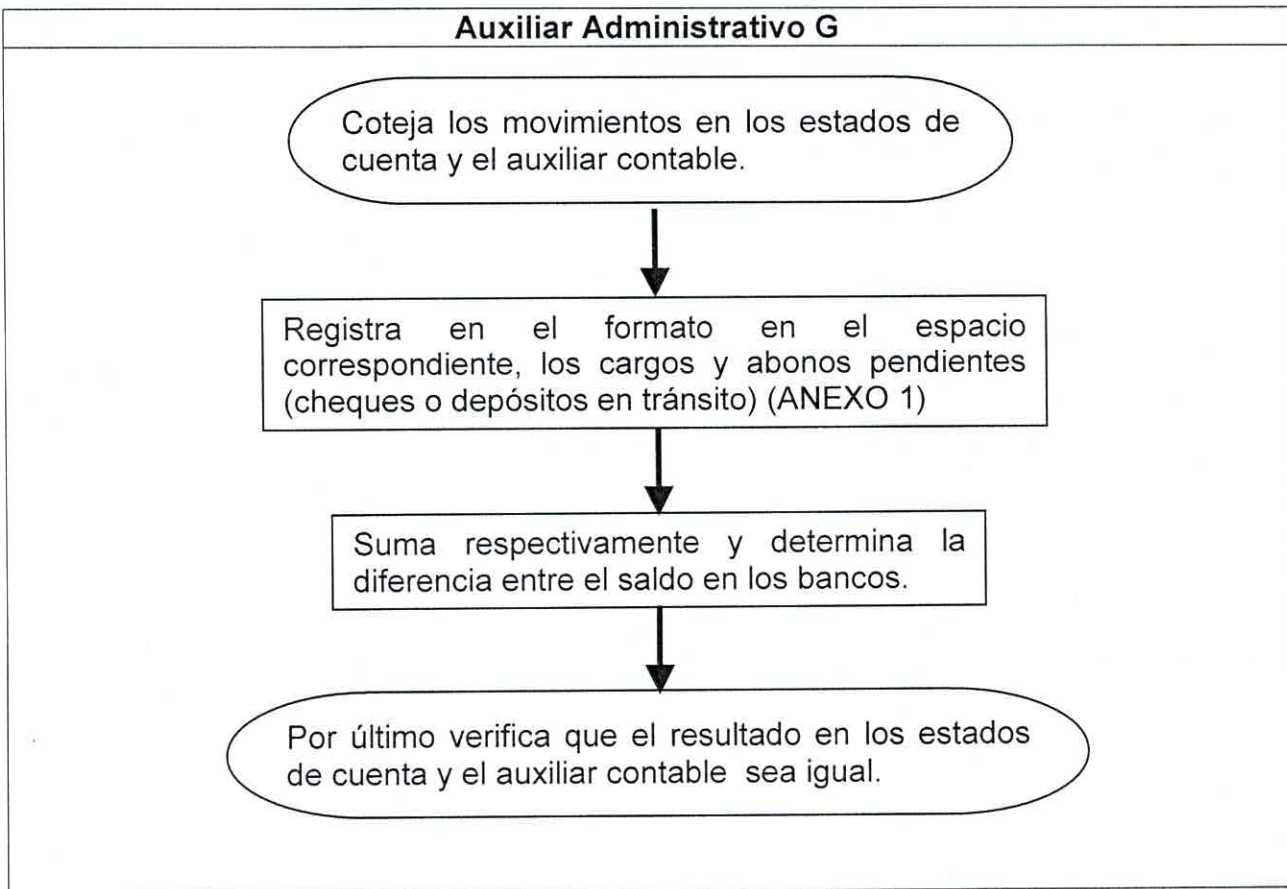 Auxiliar Administrativo G
Coteja los movimientos en los estados de
cuenta y el auxiliar contable.
Registra en el formato en el espacio
correspondiente, los cargos y abonos pendientes
(cheques o depósitos en tránsito) (ANEXO 1)
Suma respectivamente y determina la
diferencia entre el saldo en los bancos.
Por último verifica que el resultado en los estados
de cuenta y el auxiliar contable sea igual.